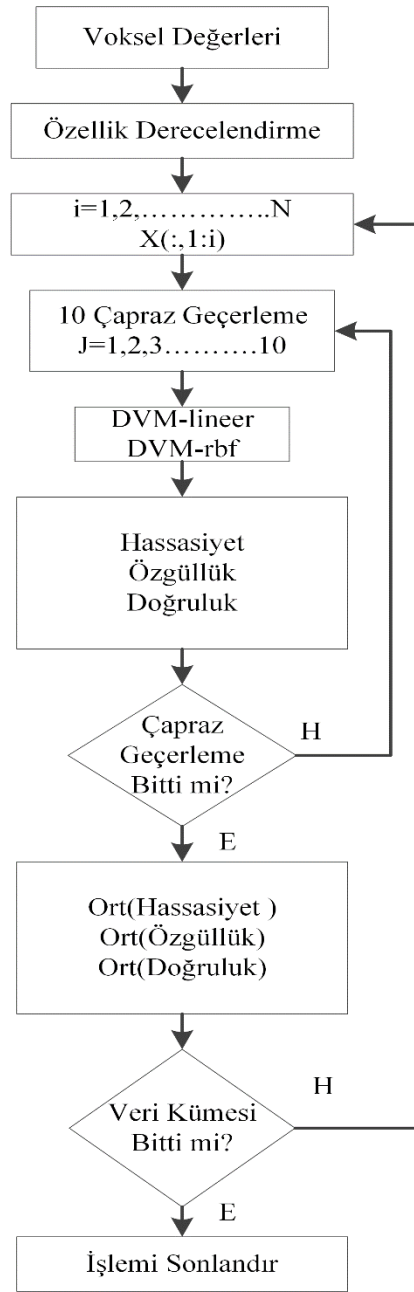 Voksel Değerleri
Özellik Derecelendirme
i=1,2,…………..N
X(:,1:i)
10 Çapraz Geçerleme
J=1,2,3……….10
DVM-lineer
DVM-rbf
Hassasiyet
Özgüllük
Doğruluk
Çapraz
Geçerleme
Bitti mi?
H
E
Ort(Hassasiyet )
Ort(Özgüllük)
Ort(Doğruluk)
Veri Kümesi
Bitti mi?
H
E
İşlemi Sonlandır